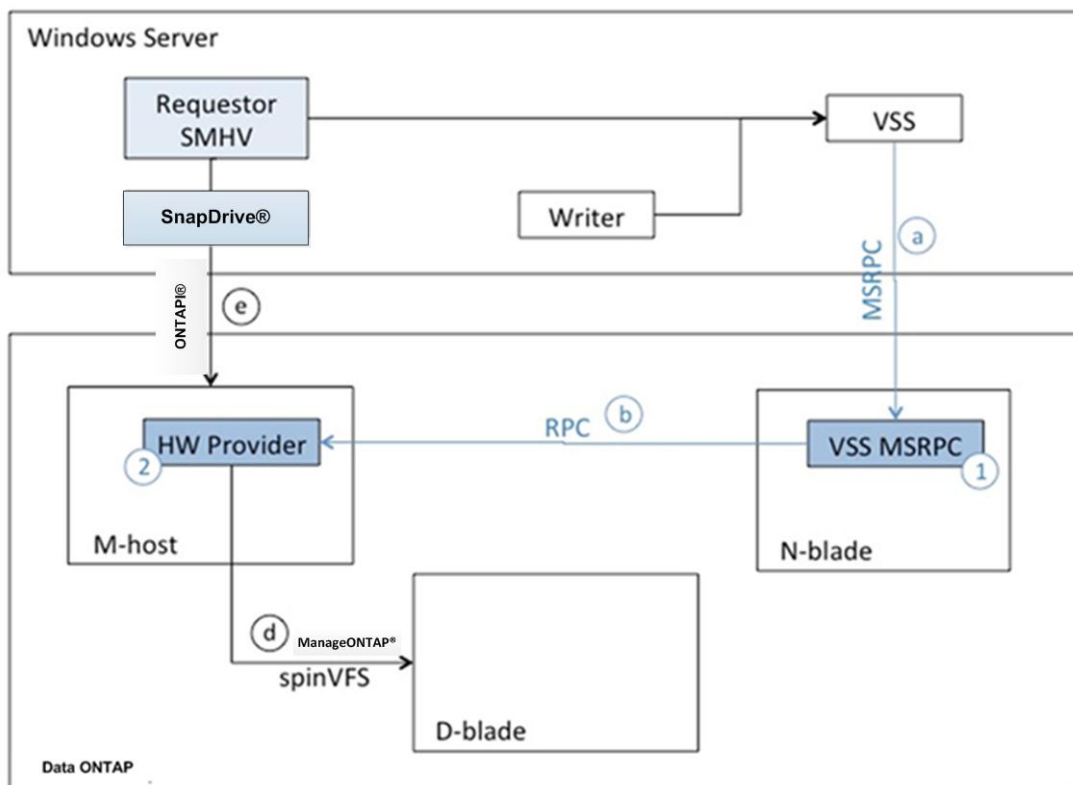 Windows Server
Requestor
SMHV
VSS
SnapDrive®
Writer
a
MSRPC
ONTAPI®
e
HW Provider
2
RPC
b
VSS MSRPC
1
M-host
N-blade
d
ManageONTAP®
spinVFS
D-blade
Data ONTAP